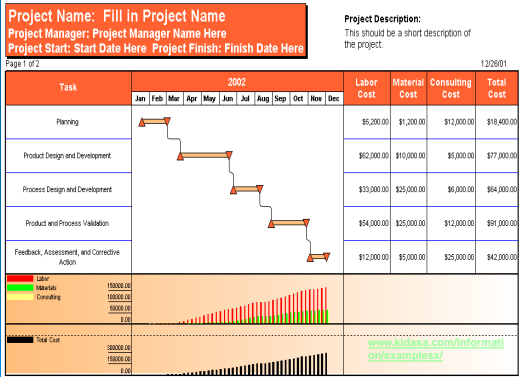 Project Name: Fill in Project Name
Project Manager: Project Manager Name Here
Project Start: Start Date Here Project Finish: Finish Date Here
Project Description:
This should be a short description of
the project.
Page 1 of 2
12/28/01
Task
2002
Labor Cost
Material Cost
Consulting Cost
Total Cost
Jan Feb Mar Apr May Jun Jul Aug Sep Oct Nov Dec
Planning $5,200.00 $1,200.00 $12,000.00 $18,400.00
Product Design and Development $62,000.00 $10,000.00 $5,000.00 $77,000.00
Process Design and Development $33,000.00 $25,000.00 $6,000.00 $64,000.00
Product and Process Validation $54,000.00 $25,000.00 $12,000.00 $91,000.00
Feedback, Assessment, and Corrective
Action
$12,000.00 $5,000.00 $25,000.00 $42,000.00
Labor
Materials
Consulting
150000.00
100000.00
50000.00
0.00
Total Cost
300000.00
150000.00
0.00
www.kidasa.com/informati
on/examplesx/